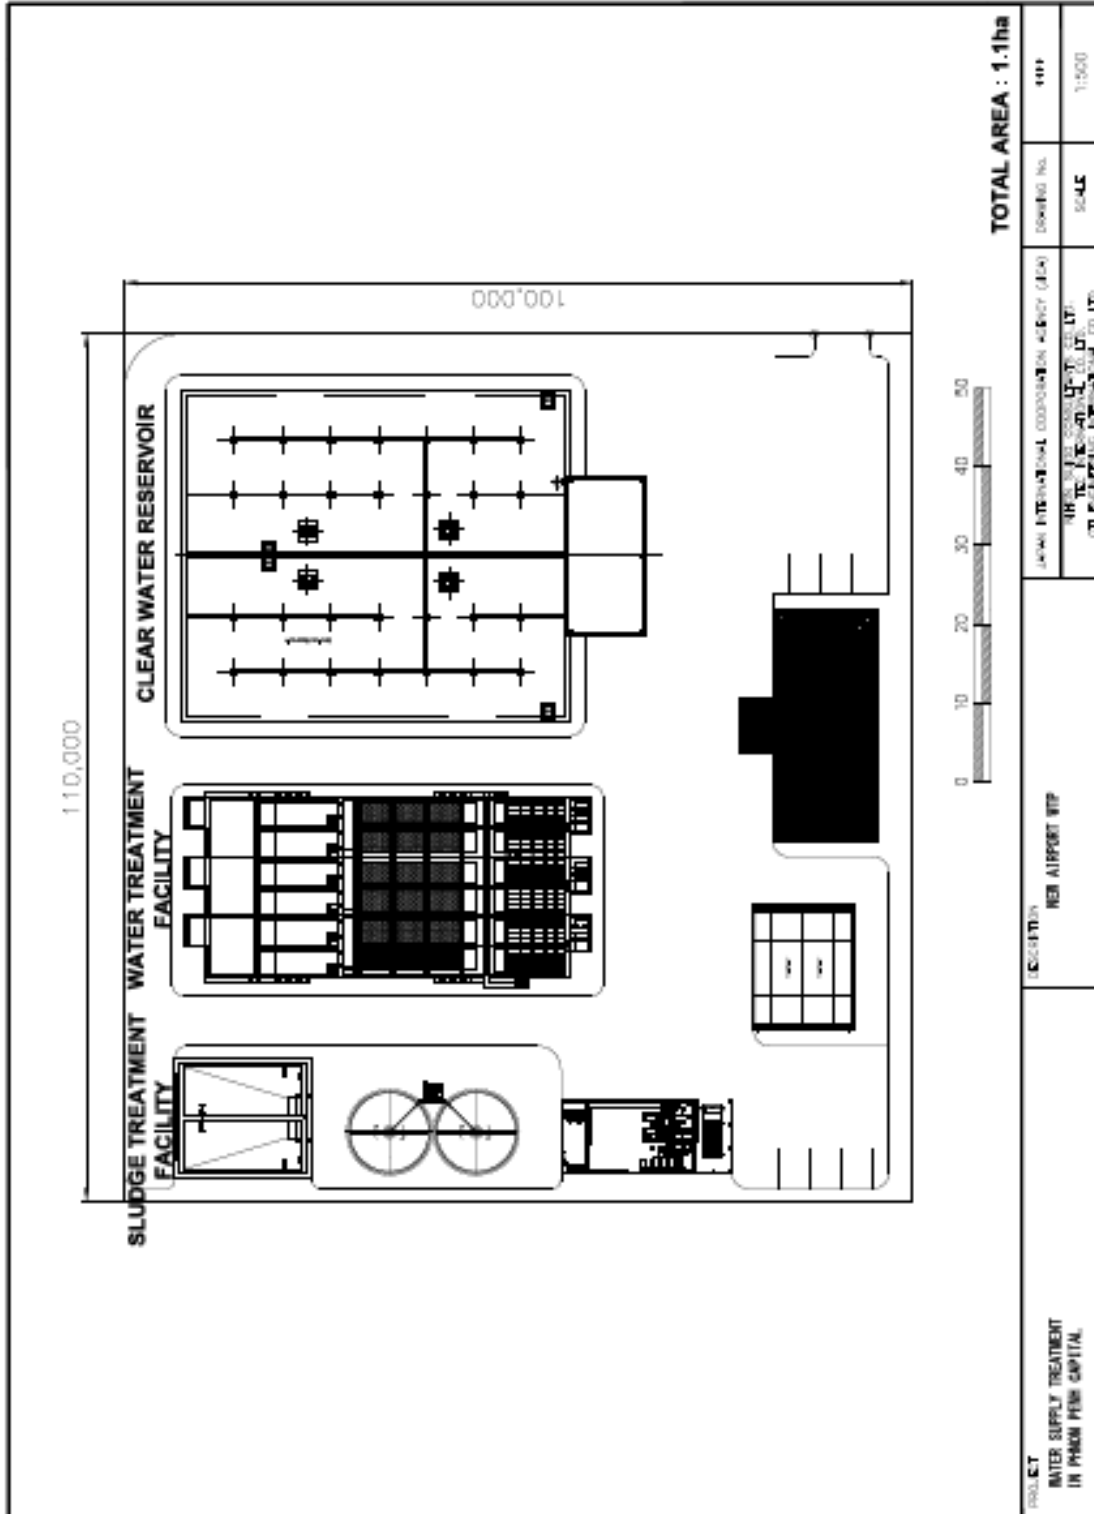 110,000
100,000
SLUDGE TREATMENT
FACILITY
WATER TREATMENT
FACILITY
CLEAR WATER RESERVOIR
0 10 20 30 40 50
TOTAL AREA : 1.1ha
PROJECT
WATER SUPPLY TREATMENT
IN PHNOM PENH CAPITAL
DESCRIPTION
NEW AIRPORT WTP
JAPAN INTERNATIONAL COOPERATION AGENCY (JICA)
DRAWING No.
SCALE
1:500